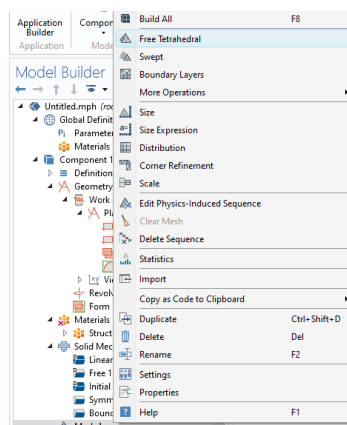 Application
Builder
Compor
Application
Mode
Model Builder
Untitled.mph (roo
Global Definit
Pi Parameter
Materials
Component 1
Definition
Geometry
Work
Pla
Vie
Revolv
Form
Materials
Struct
Solid Mec
Linear
Free 1
Initial
Symm
Bound
Build All F8
Free Tetrahedral
Swept
Boundary Layers
More Operations
Size
Size Expression
Distribution
Corner Refinement
Scale
Edit Physics-Induced Sequence
Clear Mesh
Delete Sequence
Statistics
Import
Copy as Code to Clipboard
Duplicate Ctrl+Shift+D
Delete Del
Rename F2
Settings
Properties
Help F1